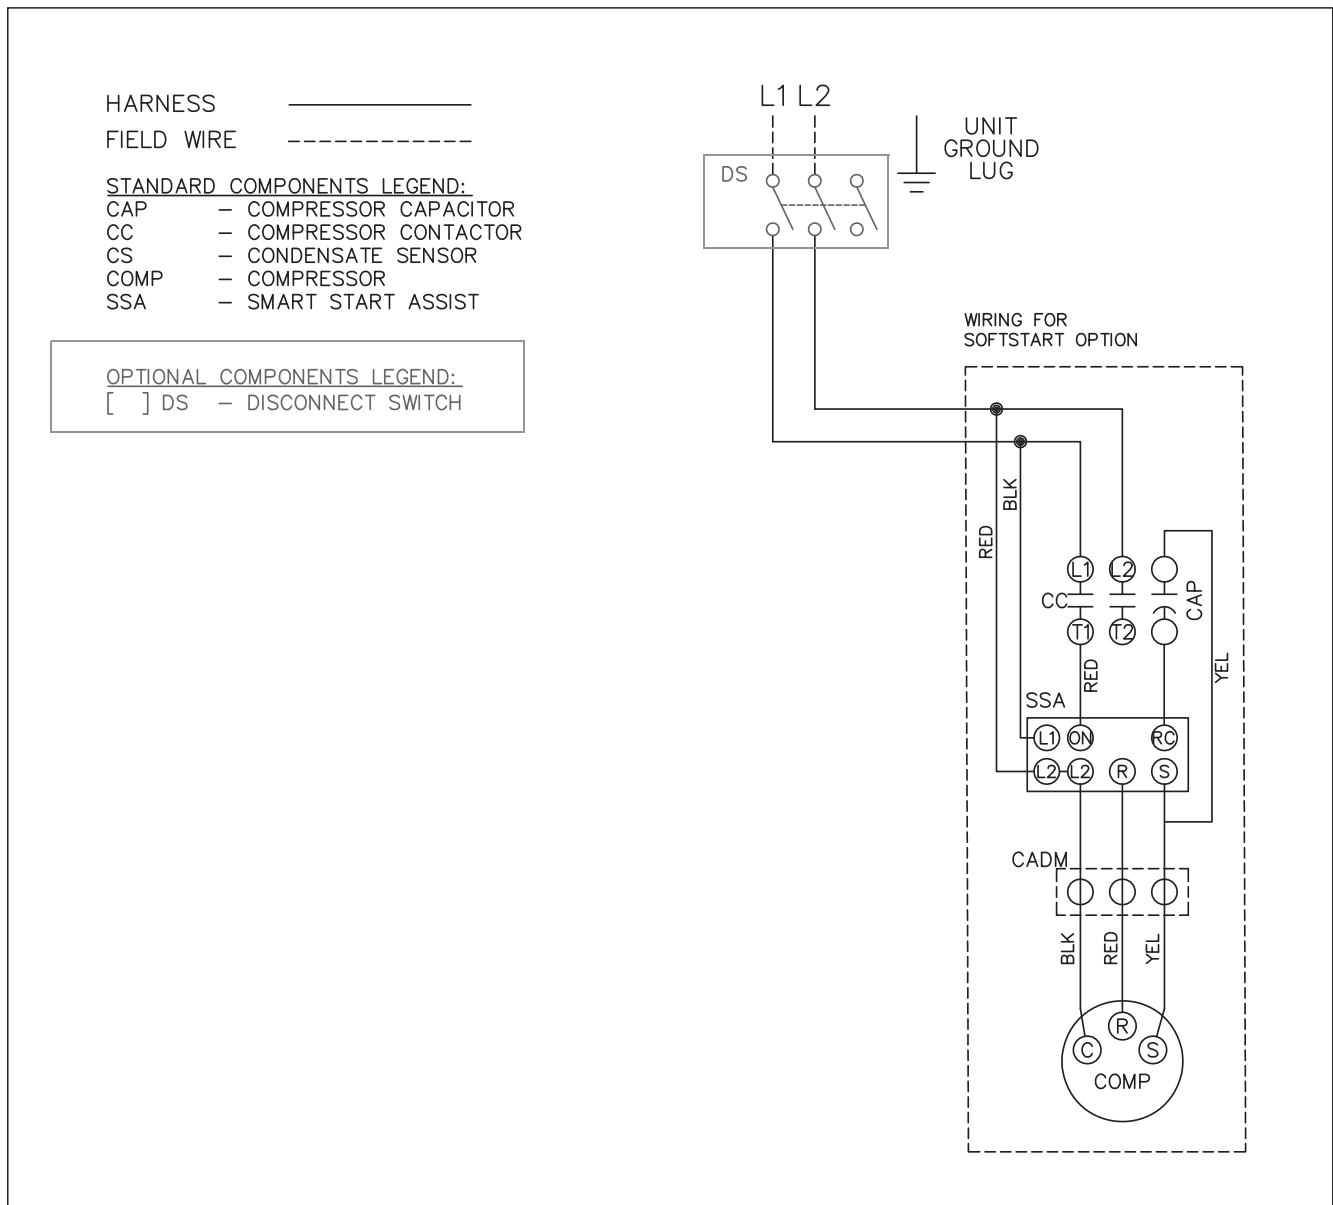 HARNESS
FIELD WIRE
STANDARD COMPONENTS LEGEND:
CAP – COMPRESSOR CAPACITOR
CC – COMPRESSOR CONTACTOR
CS – CONDENSATE SENSOR
COMP – COMPRESSOR
SSA – SMART START ASSIST
OPTIONAL COMPONENTS LEGEND:
[ ] DS – DISCONNECT SWITCH
L1 L2
DS
UNIT
GROUND
LUG
WIRING FOR
SOFTSTART OPTION
BLK
RED
L1 L2
CC
CAP
T1 T2
RED
YEL
SSA
L1 ON RC
L2 L2 R S
CADM
BLK RED YEL
R
C S
COMP